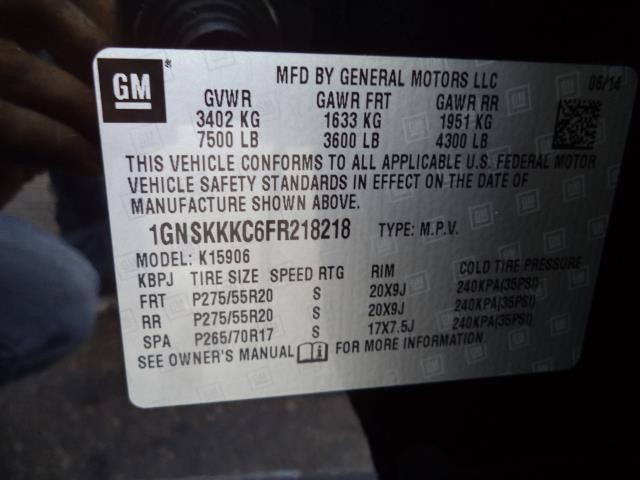 GM
MFD BY GENERAL MOTORS LLC 06/14
GVWR GAWR FRT GAWR RR
3402 KG 1633 KG 1951 KG
7500 LB 3600 LB 4300 LB
THIS VEHICLE CONFORMS TO ALL APPLICABLE U.S. FEDERAL MOTOR
VEHICLE SAFETY STANDARDS IN EFFECT ON THE DATE OF
MANUFACTURE SHOWN ABOVE.
1GNSKKKC6FR218218 TYPE: M.P.V.
MODEL: K15906
KBPJ TIRE SIZE SPEED RTG RIM COLD TIRE PRESSURE
FRT P275/55R20 S 20X9J 240KPA(35PSI)
RR P275/55R20 S 20X9J 240KPA(35PSI)
SPA P265/70R17 S 17X7.5J 240KPA(35PSI)
SEE OWNER'S MANUAL i FOR MORE INFORMATION.